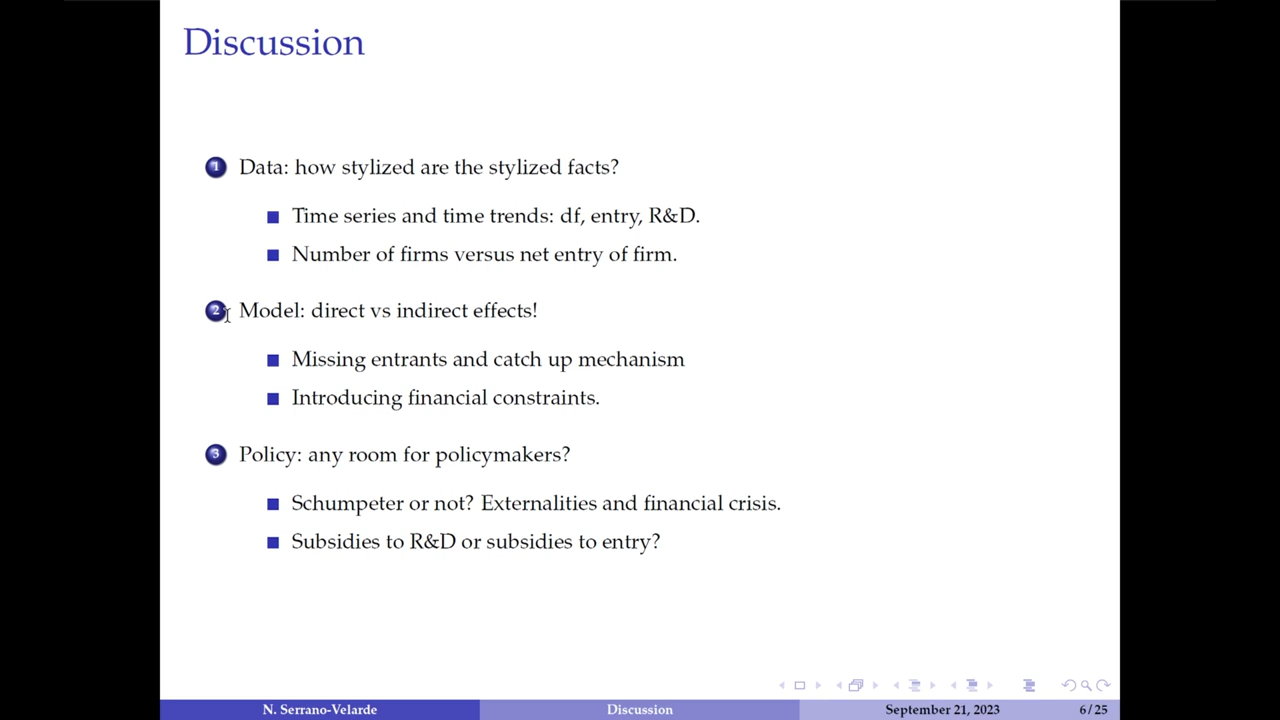 Discussion
1 Data: how stylized are the stylized facts?
Time series and time trends: df, entry, R&D.
Number of firms versus net entry of firm.
2 Model: direct vs indirect effects!
Missing entrants and catch up mechanism
Introducing financial constraints.
3 Policy: any room for policymakers?
Schumpeter or not? Externalities and financial crisis.
Subsidies to R&D or subsidies to entry?
N. Serrano-Velarde Discussion September 21, 2023 6/25